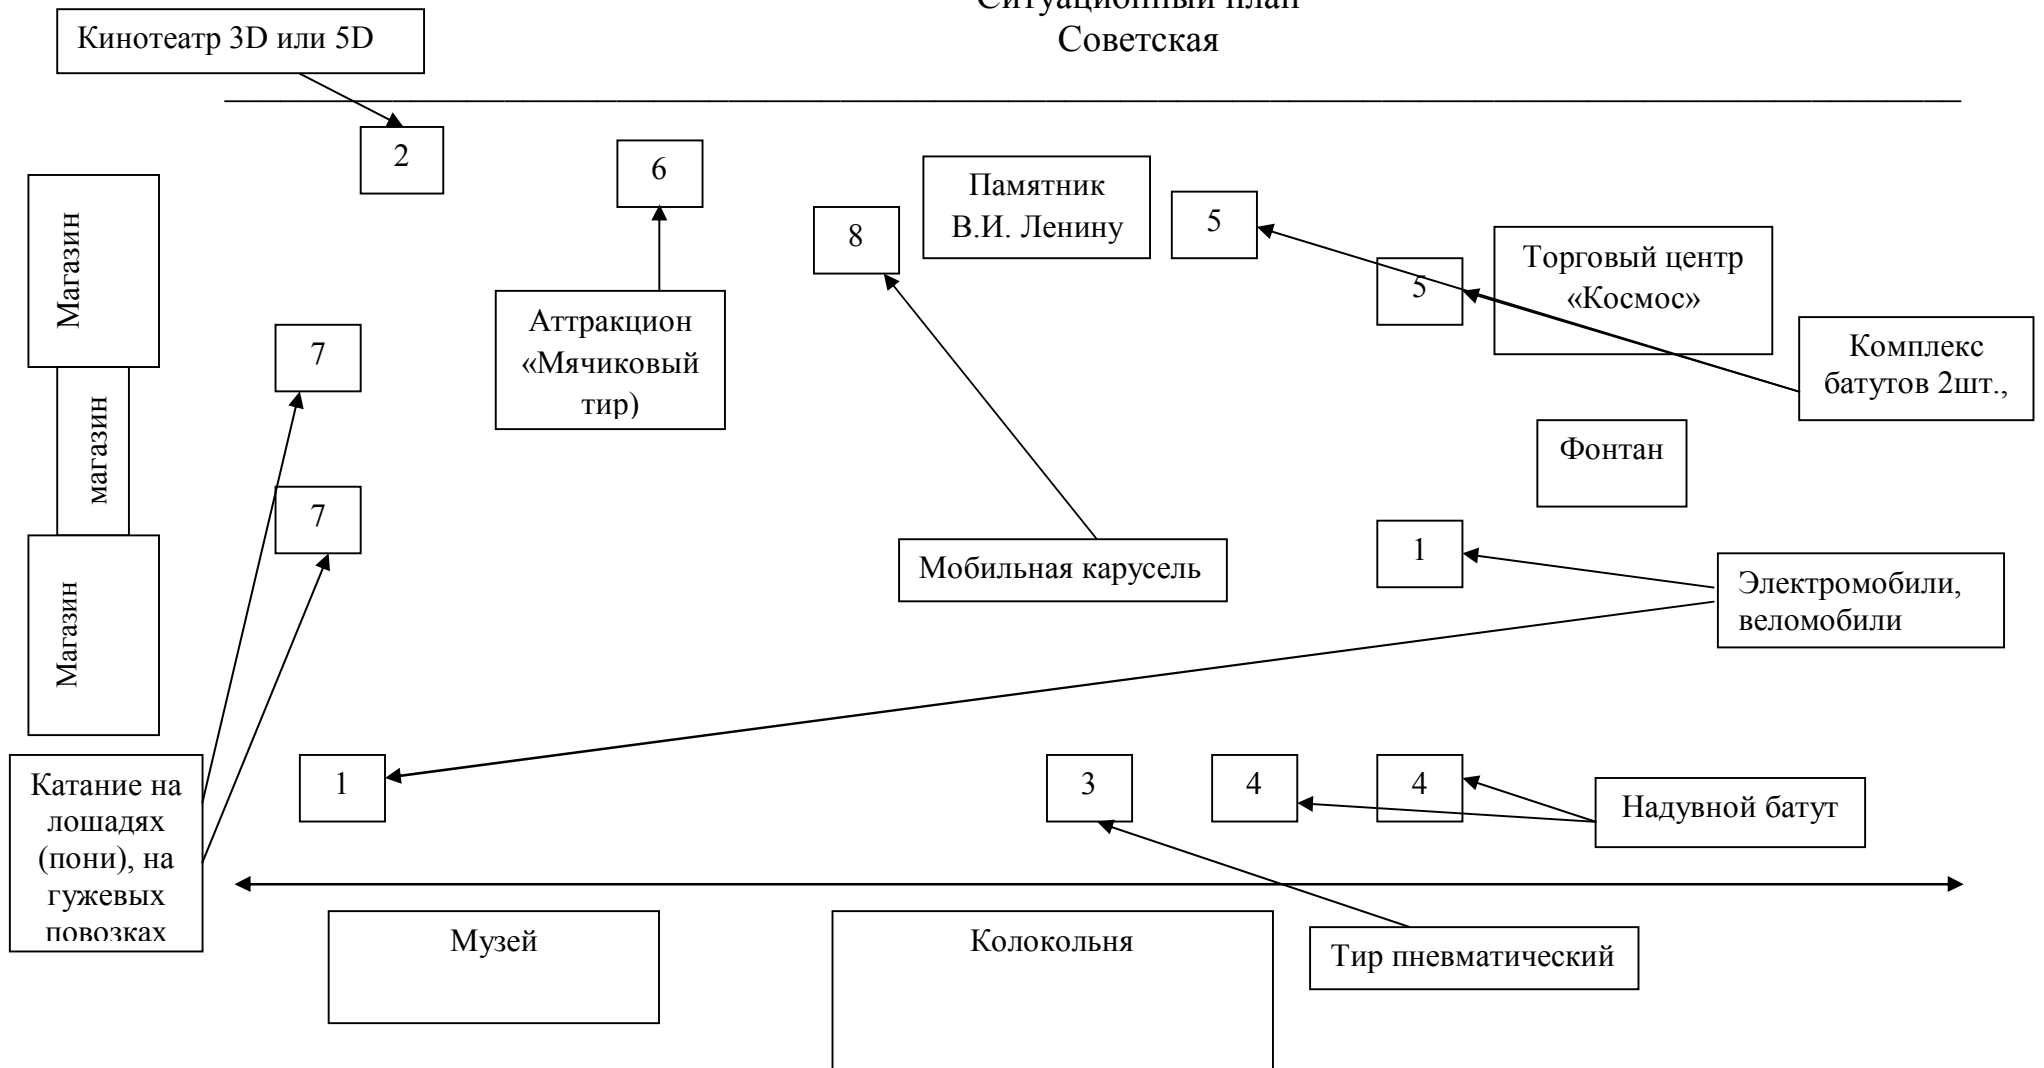 Ситуационный план
Советская
Кинотеатр 3D или 5D
2
6
8
Памятник
В.И. Ленину
5
5
Торговый центр
«Космос»
Комплекс
батутов 2шт.,
Магазин
магазин
Магазин
7
7
Аттракцион
«Мячиковый
тир)
Фонтан
Мобильная карусель
1
Электромобили,
веломобили
Катание на
лошадях
(пони), на
гужевых
повозках
1
3
4
4
Надувной батут
Музей
Колокольня
Тир пневматический